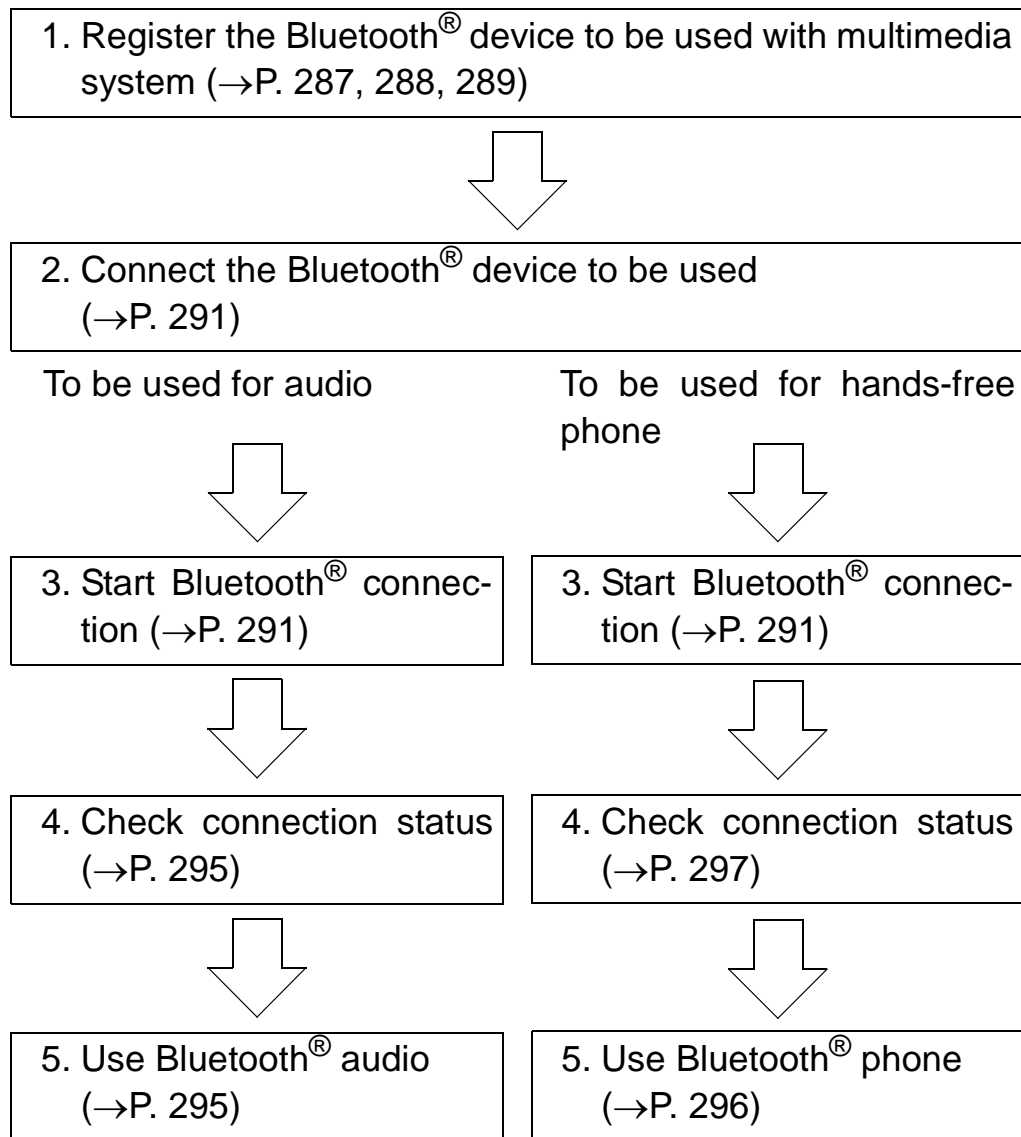 1. Register the Bluetooth® device to be used with multimedia
system (→P. 287, 288, 289)
2. Connect the Bluetooth® device to be used
(→P. 291)
To be used for audio
To be used for hands-free
phone
3. Start Bluetooth® connec-
tion (→P. 291)
3. Start Bluetooth® connec-
tion (→P. 291)
4. Check connection status
(→P. 295)
4. Check connection status
(→P. 297)
5. Use Bluetooth® audio
(→P. 295)
5. Use Bluetooth® phone
(→P. 296)